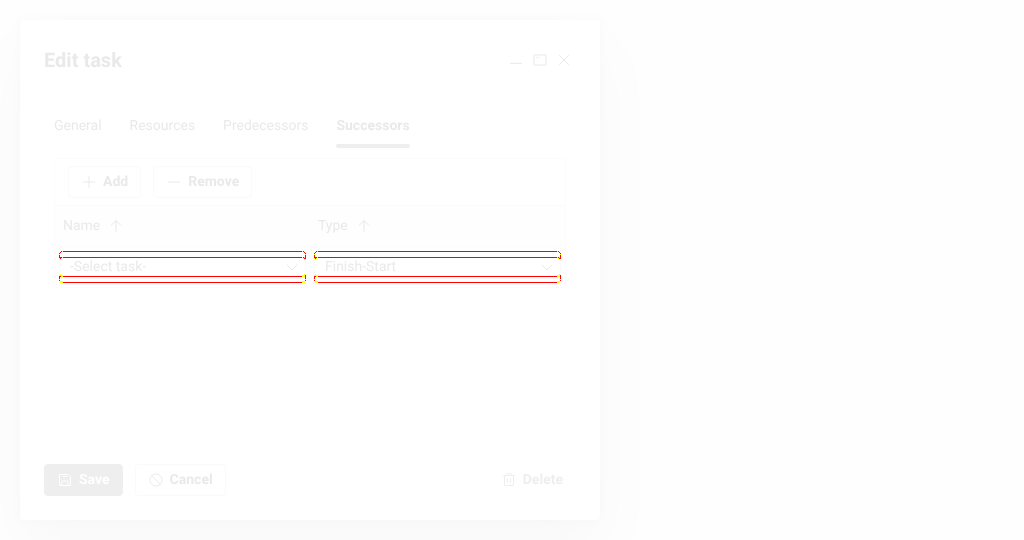 Edit task
General Resources Predecessors Successors
Add Remove
Name Type
-Select task- Finish-Start
Save Cancel Delete